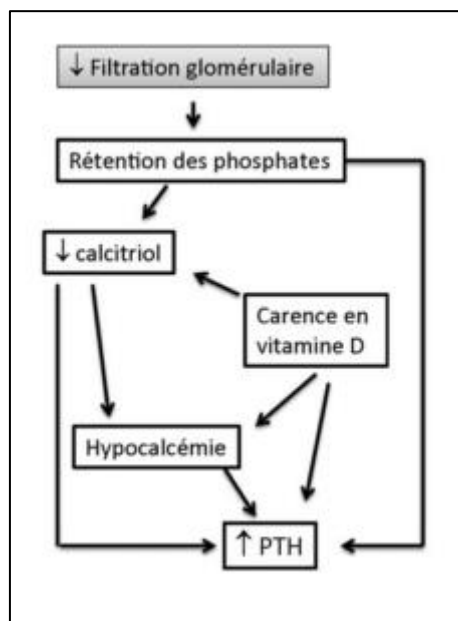 ↓ Filtration glomérulaire
Rétention des phosphates
↓ calcitriol
Carence en
vitamine D
Hypocalcémie
↑ PTH